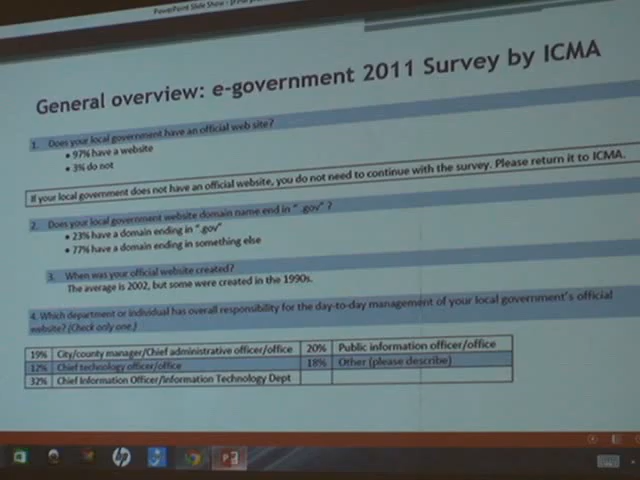 PowerPoint Slide Show -
General overview: e-government 2011 Survey by ICMA
1. Does your local government have an official web site?
• 97% have a website
• 3% do not
If your local government does not have an official website, you do not need to continue with the survey. Please return it to ICMA.
2. Does your local government website domain name end in ".gov" ?
• 23% have a domain ending in ".gov"
• 77% have a domain ending in something else
3. When was your official website created?
The average is 2002, but some were created in the 1990s.
4. Which department or individual has overall responsibility for the day-to-day management of your local government's official
website? (Check only one.)
19% City/county manager/Chief administrative officer/office 20% Public information officer/office
12% Chief technology officer/office 18% Other (please describe)
32% Chief Information Officer/Information Technology Dept
hp